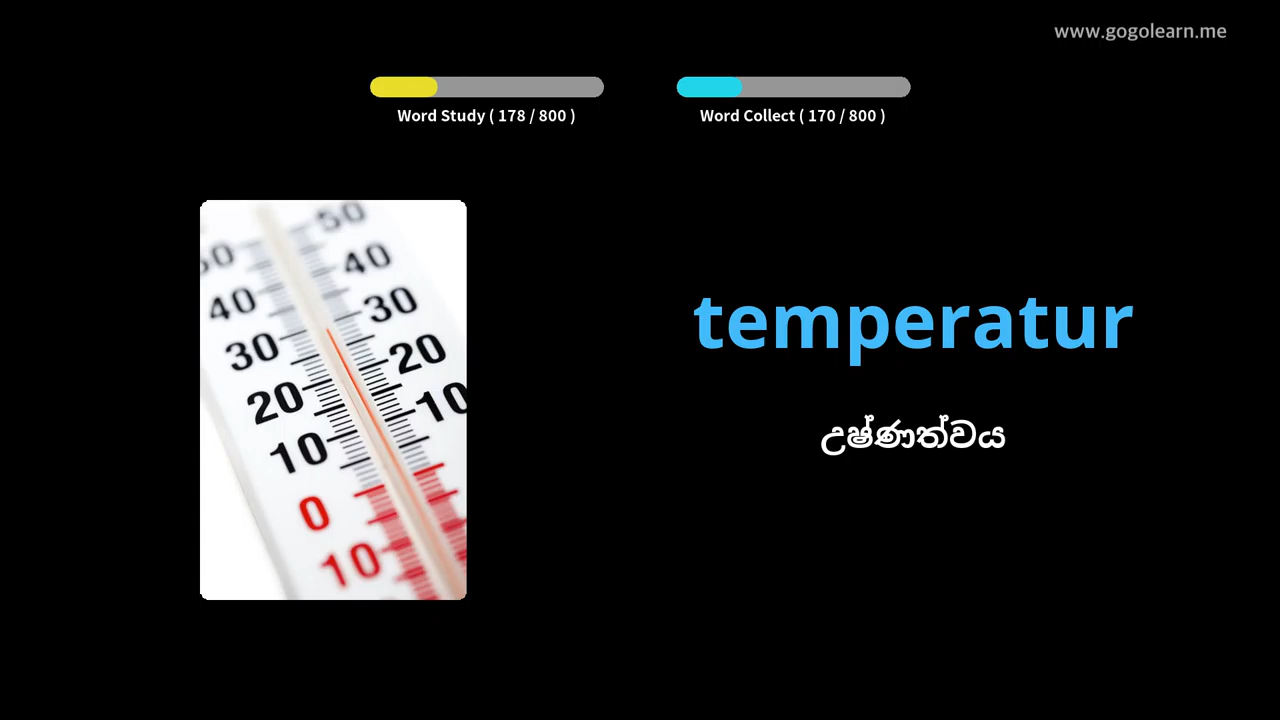 www.gogolearn.me
Word Study ( 178 / 800 )
Word Collect ( 170 / 800 )
50
50
40
40
30
30
20
20
10
10
0
10
temperatur
උෂ්ණත්වය